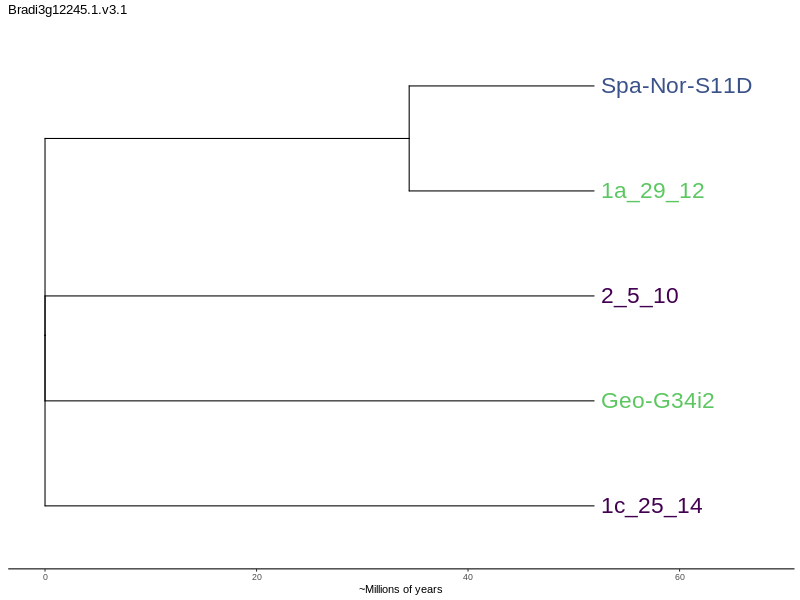 Bradi3g12245.1.v3.1
Spa-Nor-S11D
1a_29_12
2_5_10
Geo-G34i2
1c_25_14
0 20 40 60
~Millions of years